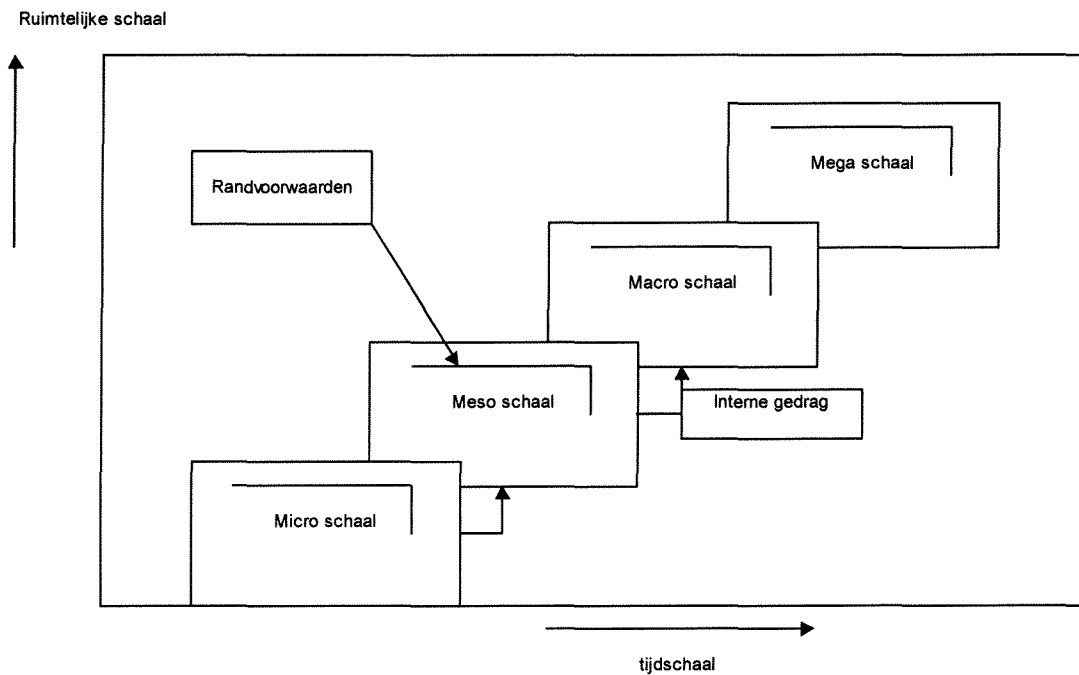 Ruimtelijke schaal
Mega schaal
Randvoorwaarden
Macro schaal
Meso schaal
Interne gedrag
Micro schaal
tijdschaal